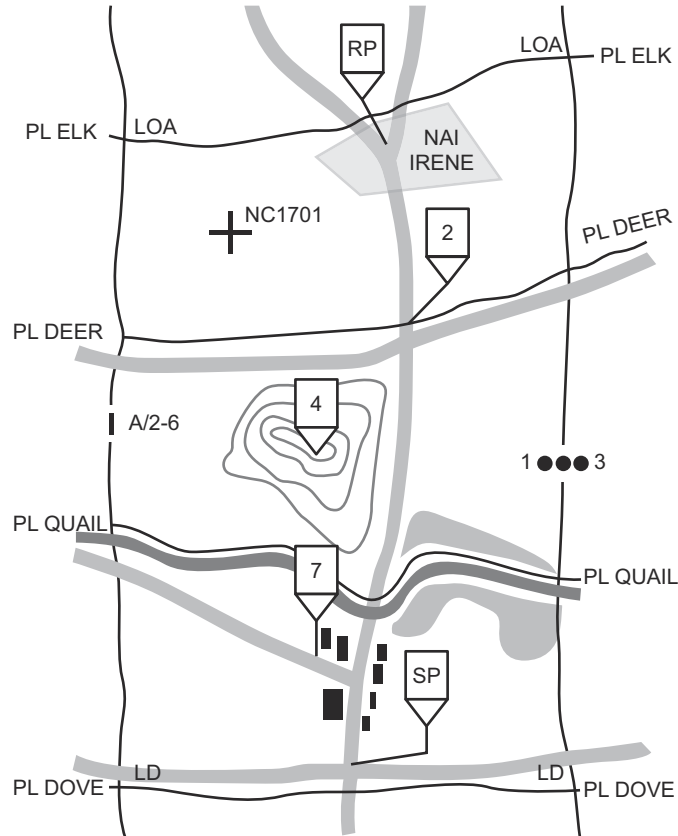 RP
LOA
PL ELK
PL ELK
LOA
NAI
IRENE
NC1701
2
PL DEER
PL DEER
4
A/2-6
1
3
PL QUAIL
7
PL QUAIL
SP
LD
LD
PL DOVE
PL DOVE